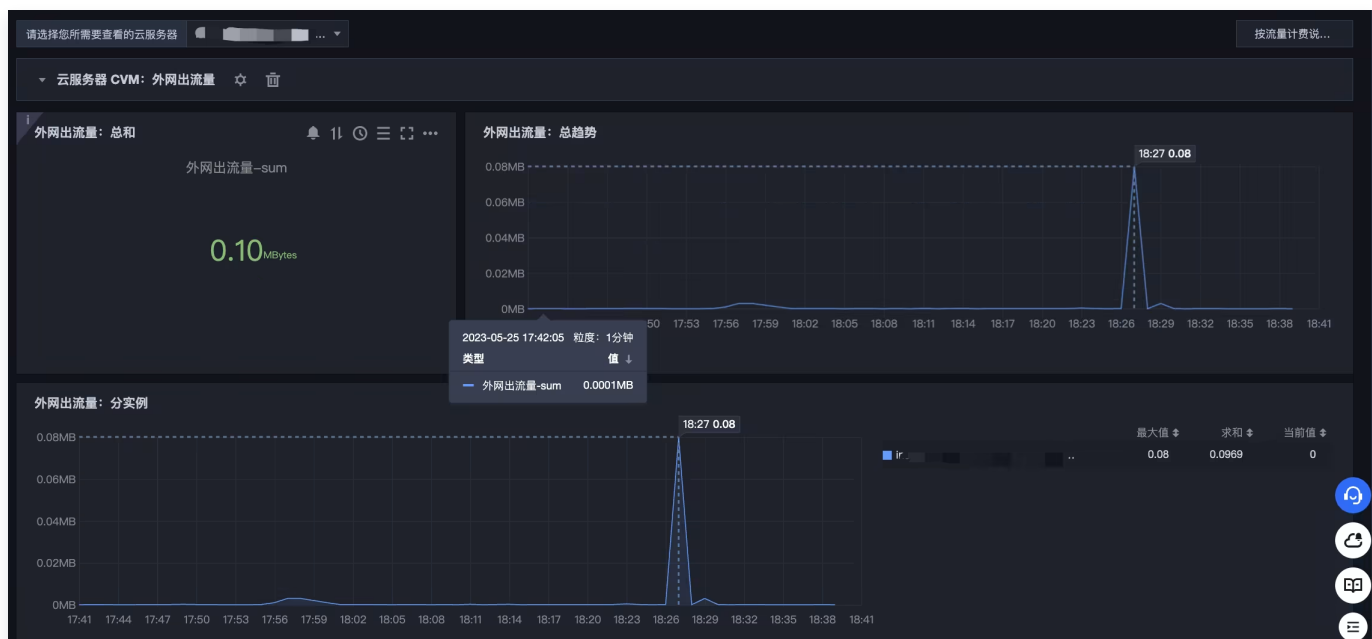 请选择您所需要查看的云服务器 ...
按流量计费说...
云服务器 CVM：外网出流量
i
外网出流量：总和
外网出流量-sum
0.10MBytes
外网出流量：总趋势
18:27 0.08
0.08MB
0.06MB
0.04MB
0.02MB
0MB
50 17:53 17:56 17:59 18:02 18:05 18:08 18:11 18:14 18:17 18:20 18:23 18:26 18:29 18:32 18:35 18:38 18:41
2023-05-25 17:42:05 粒度：1分钟
类型 值 ↓
外网出流量-sum 0.0001MB
外网出流量：分实例
18:27 0.08
0.08MB
0.06MB
0.04MB
0.02MB
0MB
17:41 17:44 17:47 17:50 17:53 17:56 17:59 18:02 18:05 18:08 18:11 18:14 18:17 18:20 18:23 18:26 18:29 18:32 18:35 18:38 18:41
最大值 求和 当前值
.. 0.08 0.0969 0